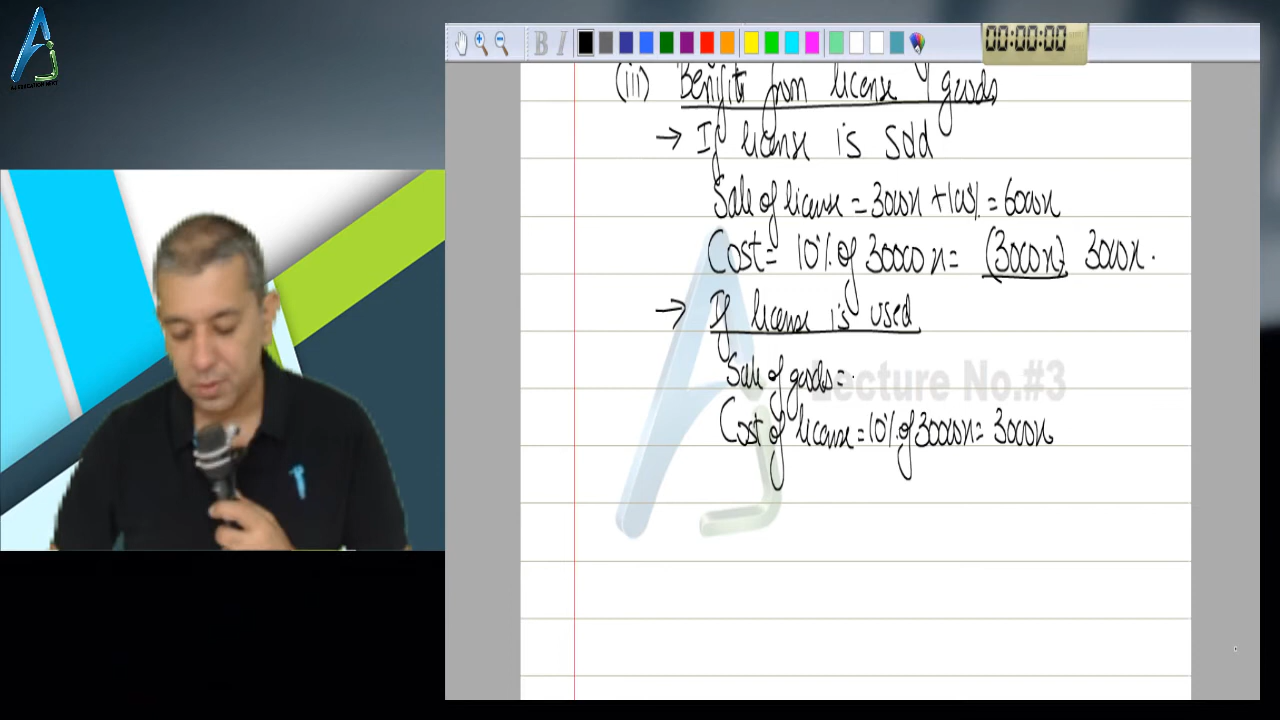 B I
00:00:00
(iii) Benifits from license & goods
→ If license is sold
Sale of license = 3000x + 100% = 6000x
Cost = 10% of 30000x = (3000x) 3000x.
→ If license is used
Sale of goods =
Lecture No.#3
Cost of license = 10% of 30000x = 3000x